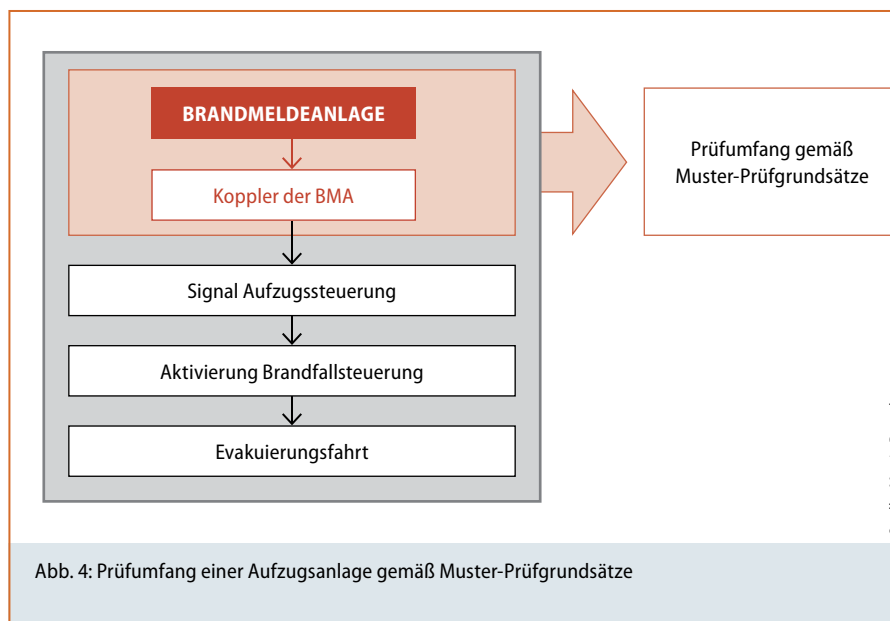 BRANDMELDEANLAGE
Koppler der BMA
Signal Aufzugssteuerung
Aktivierung Brandfallsteuerung
Evakuierungsfahrt
Prüfumfang gemäß
Muster-Prüfgrundsätze
Abb. 4: Prüfumfang einer Aufzugsanlage gemäß Muster-Prüfgrundsätze